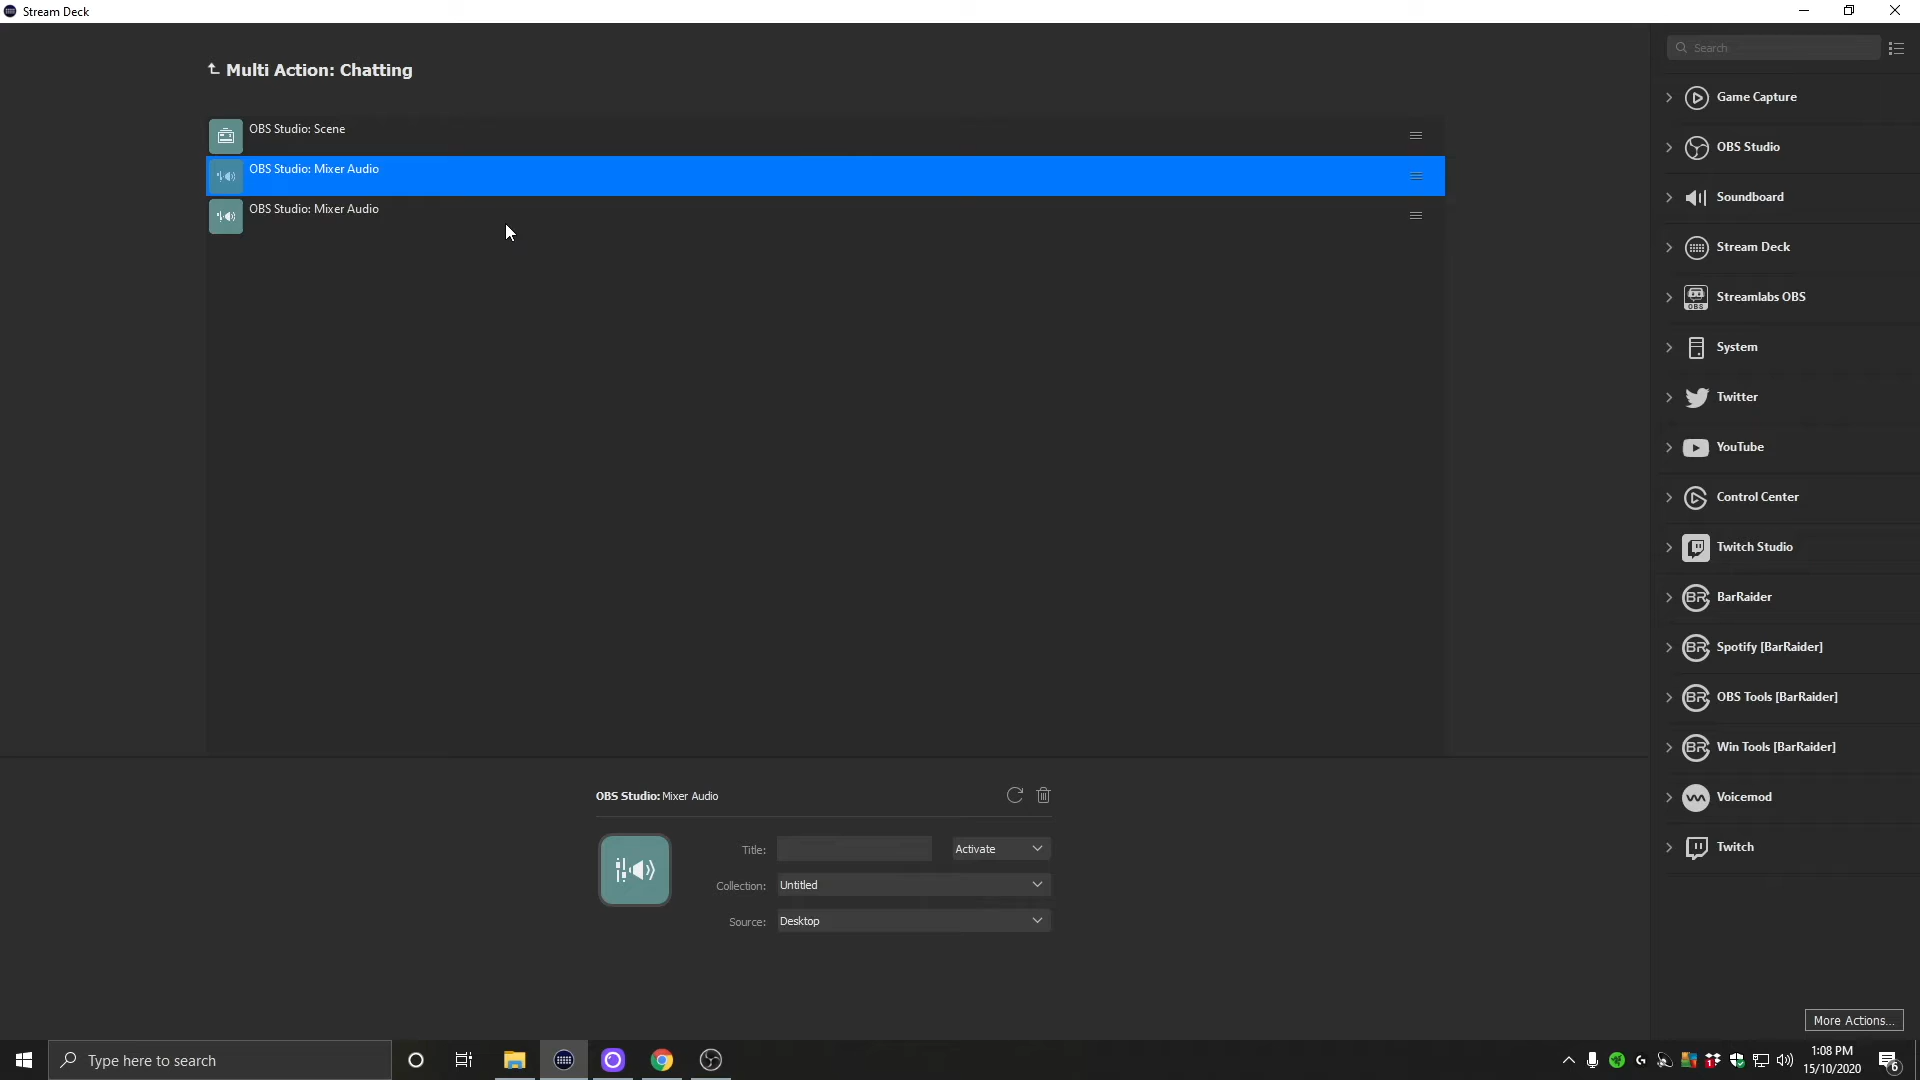 Stream Deck
Multi Action: Chatting
OBS Studio: Scene
OBS Studio: Mixer Audio
OBS Studio: Mixer Audio
Search
Game Capture
OBS Studio
Soundboard
Stream Deck
Streamlabs OBS
System
Twitter
YouTube
Control Center
Twitch Studio
BarRaider
Spotify [BarRaider]
OBS Tools [BarRaider]
Win Tools [BarRaider]
Voicemod
Twitch
More Actions...
OBS Studio: Mixer Audio
Title:
Activate
Collection: Untitled
Source: Desktop
Type here to search
1:08 PM
15/10/2020
6